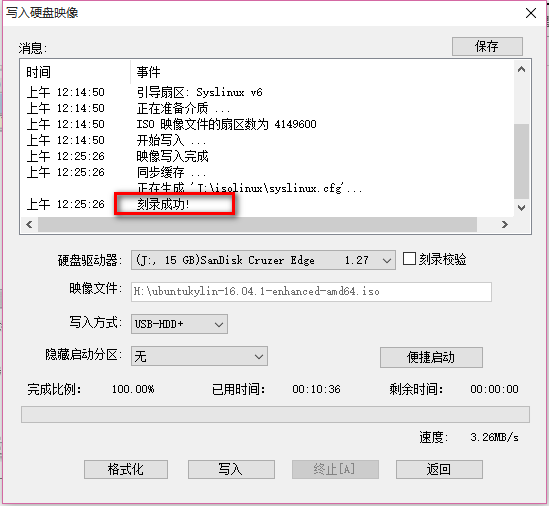 写入硬盘映像
消息:
保存
时间 事件
上午 12:14:50 引导扇区: Syslinux v6
上午 12:14:50 正在准备介质 ...
上午 12:14:50 ISO 映像文件的扇区数为 4149600
上午 12:14:50 开始写入 ...
上午 12:25:26 映像写入完成
上午 12:25:26 同步缓存 ...
正在生成 'J:\isolinux\syslinux.cfg'...
上午 12:25:26 刻录成功!
硬盘驱动器: (J:, 15 GB)SanDisk Cruzer Edge 1.27 刻录校验
映像文件: H:\ubuntukylin-16.04.1-enhanced-amd64.iso
写入方式: USB-HDD+
隐藏启动分区: 无 便捷启动
完成比例: 100.00% 已用时间: 00:10:36 剩余时间: 00:00:00
速度: 3.26MB/s
格式化 写入 终止[A] 返回